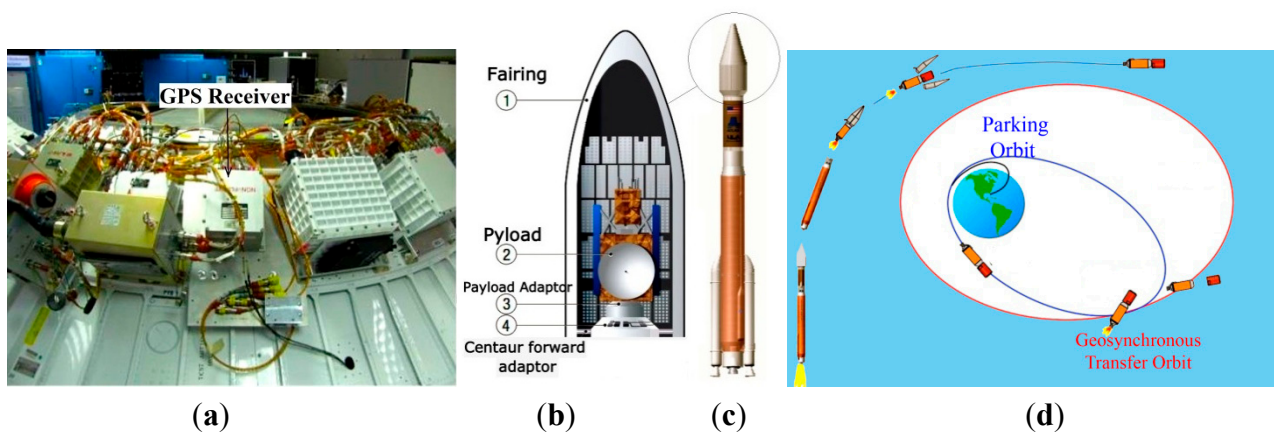 GPS Receiver
Fairing
1
Pyload
2
Payload Adaptor
3
4
Centaur forward
adaptor
Parking
Orbit
Geosynchronous
Transfer Orbit
(a)
(b)
(c)
(d)